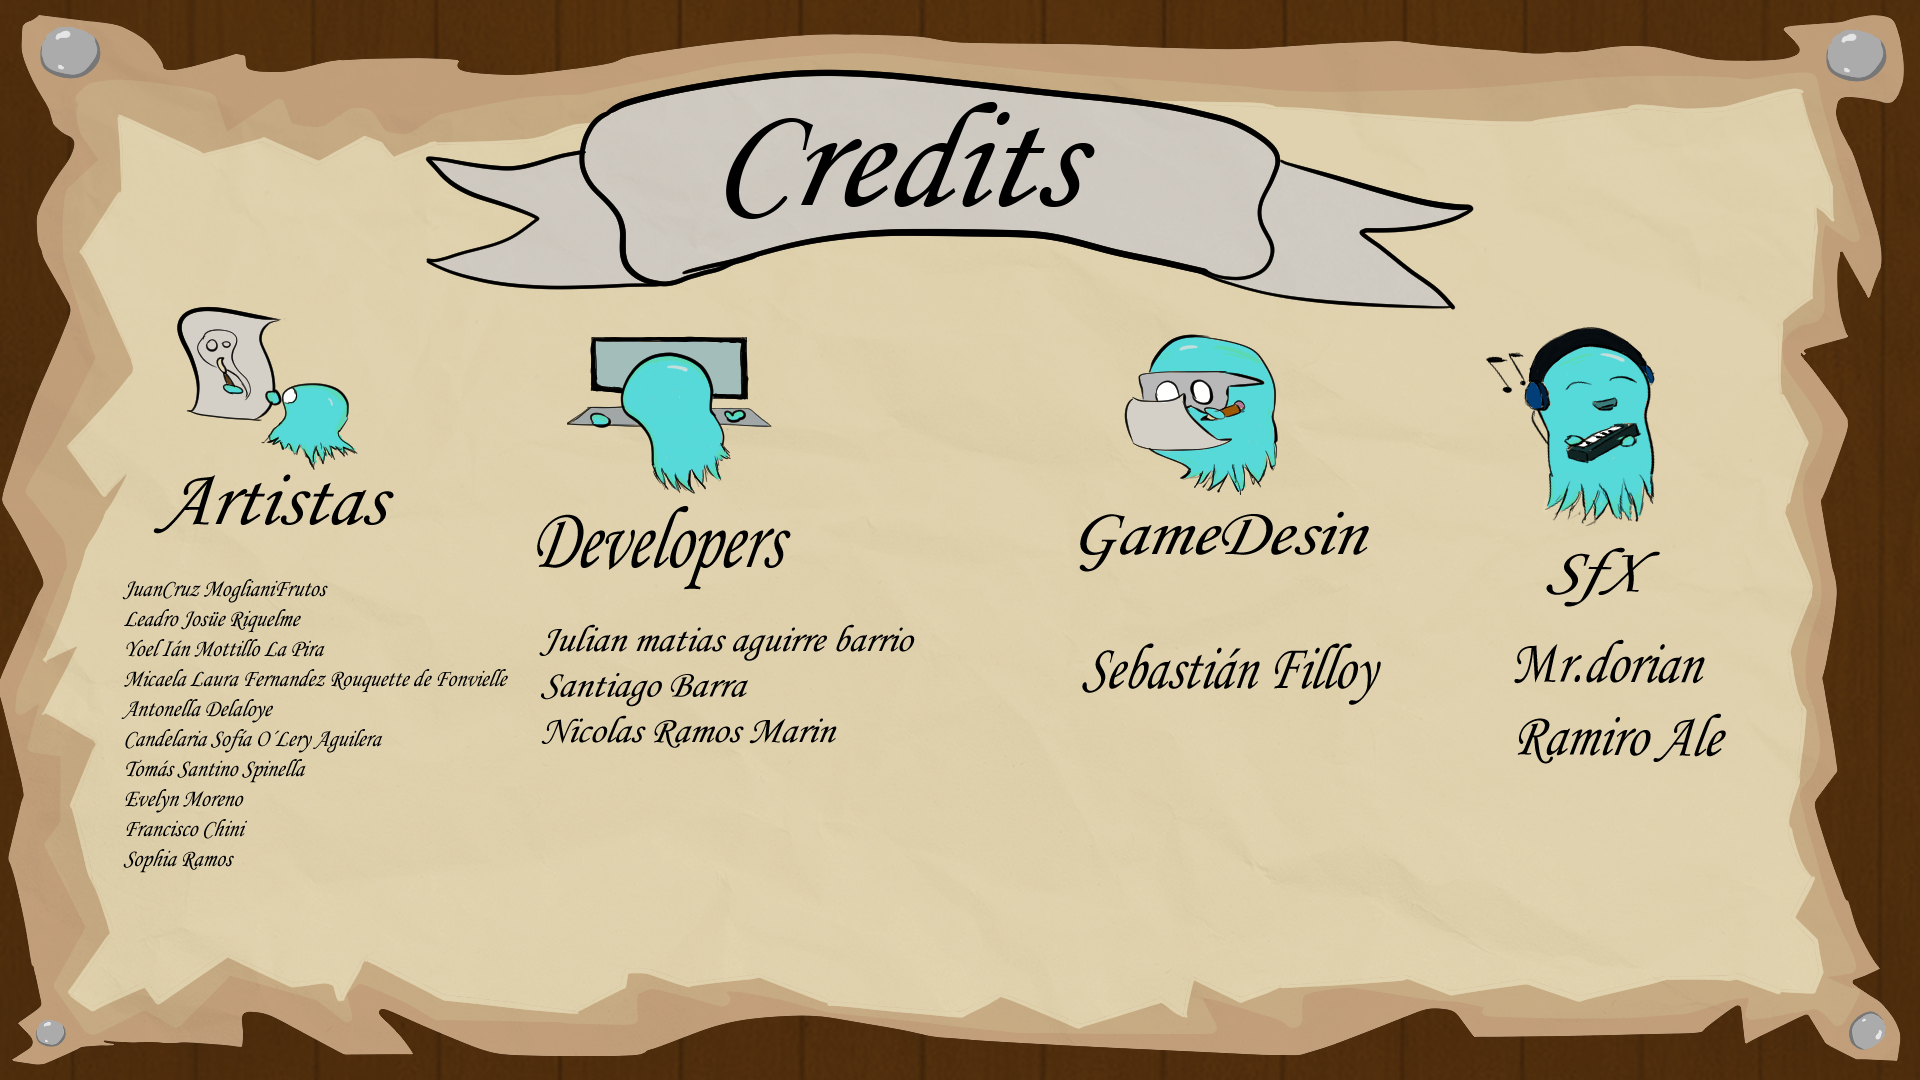 Credits
Artistas
JuanCruz MoglianiFrutos
Leadro Josüe Riquelme
Yoel Ián Mottillo La Pira
Micaela Laura Fernandez Rouquette de Fonvielle
Antonella Delaloye
Candelaria Sofía O´Lery Aguilera
Tomás Santino Spinella
Evelyn Moreno
Francisco Chini
Sophia Ramos
Developers
Julian matias aguirre barrio
Santiago Barra
Nicolas Ramos Marin
GameDesin
Sebastián Filloy
SfX
Mr.dorian
Ramiro Ale